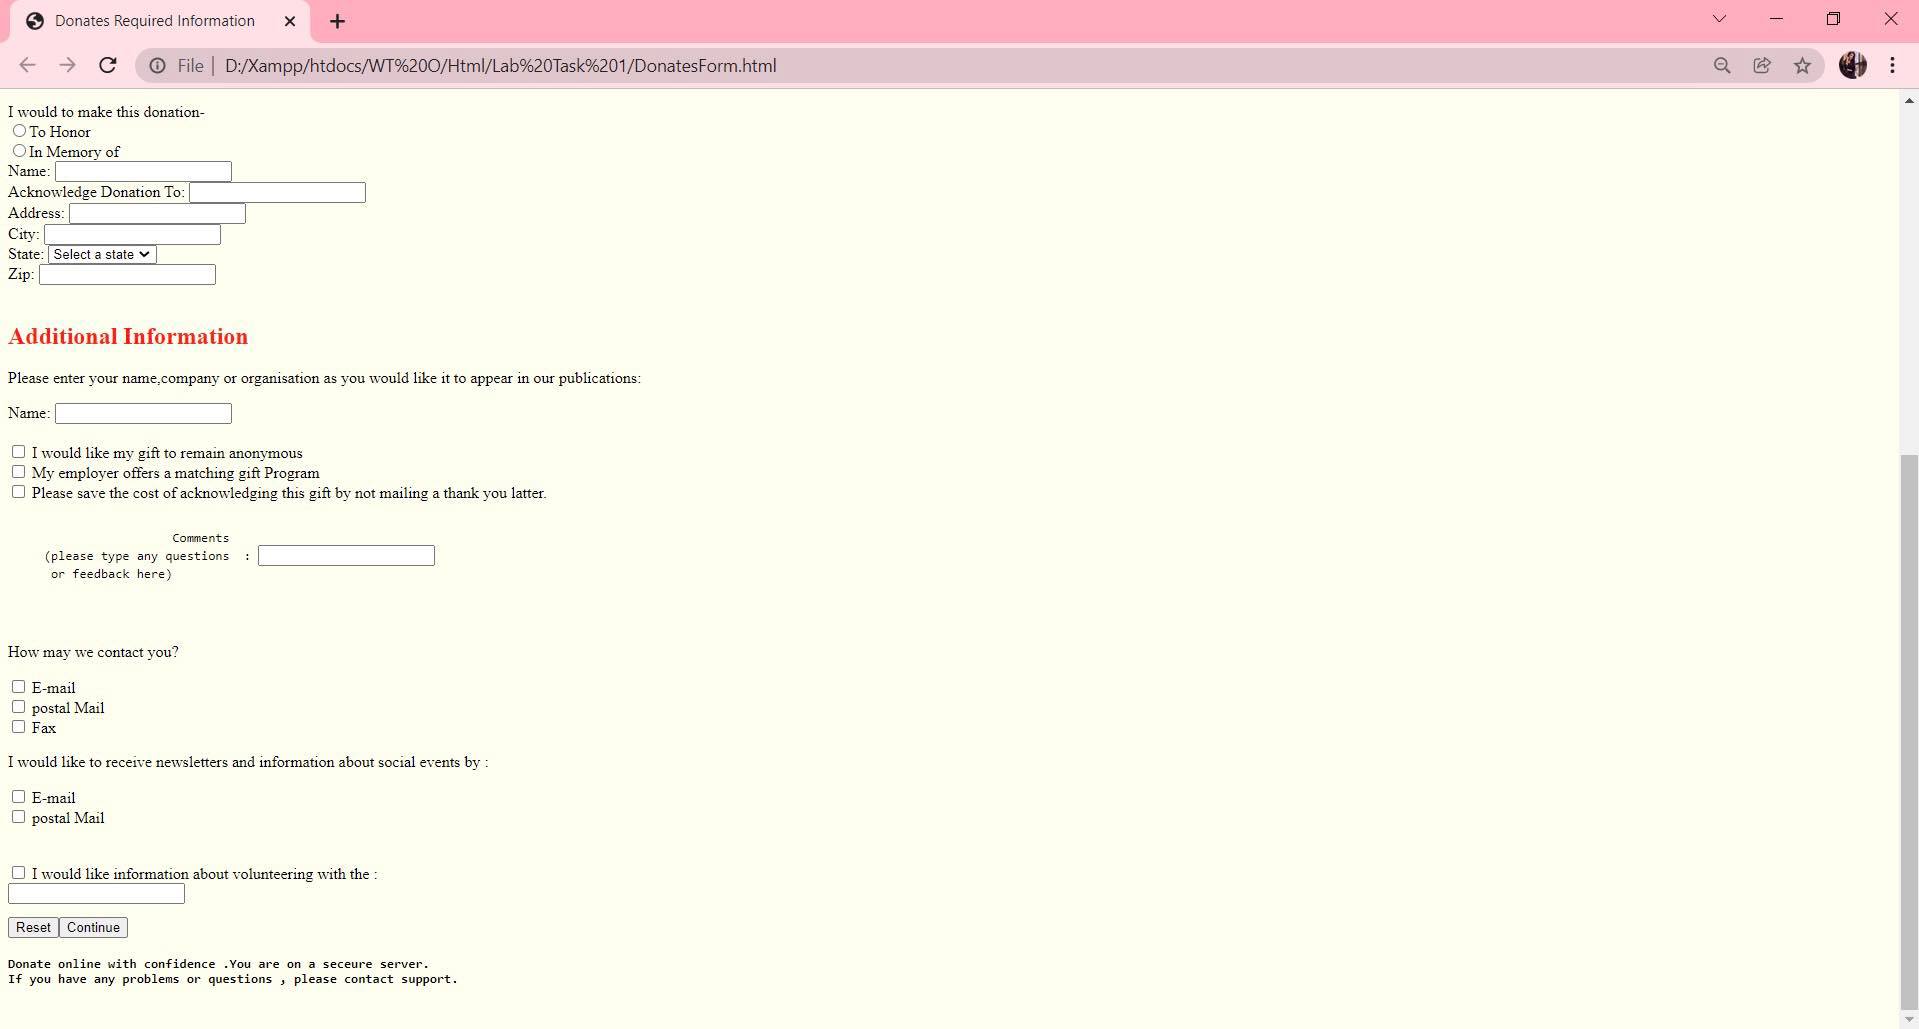 Donates Required Information
File | D:/Xampp/htdocs/WT%20O/Html/Lab%20Task%201/DonatesForm.html
I would to make this donation-
To Honor
In Memory of
Name:
Acknowledge Donation To:
Address:
City:
State: Select a state
Zip:
Additional Information
Please enter your name,company or organisation as you would like it to appear in our publications:
Name:
I would like my gift to remain anonymous
My employer offers a matching gift Program
Please save the cost of acknowledging this gift by not mailing a thank you latter.
Comments
(please type any questions :
or feedback here)
How may we contact you?
E-mail
postal Mail
Fax
I would like to receive newsletters and information about social events by :
E-mail
postal Mail
I would like information about volunteering with the :
Reset Continue
Donate online with confidence .You are on a seceure server.
If you have any problems or questions , please contact support.